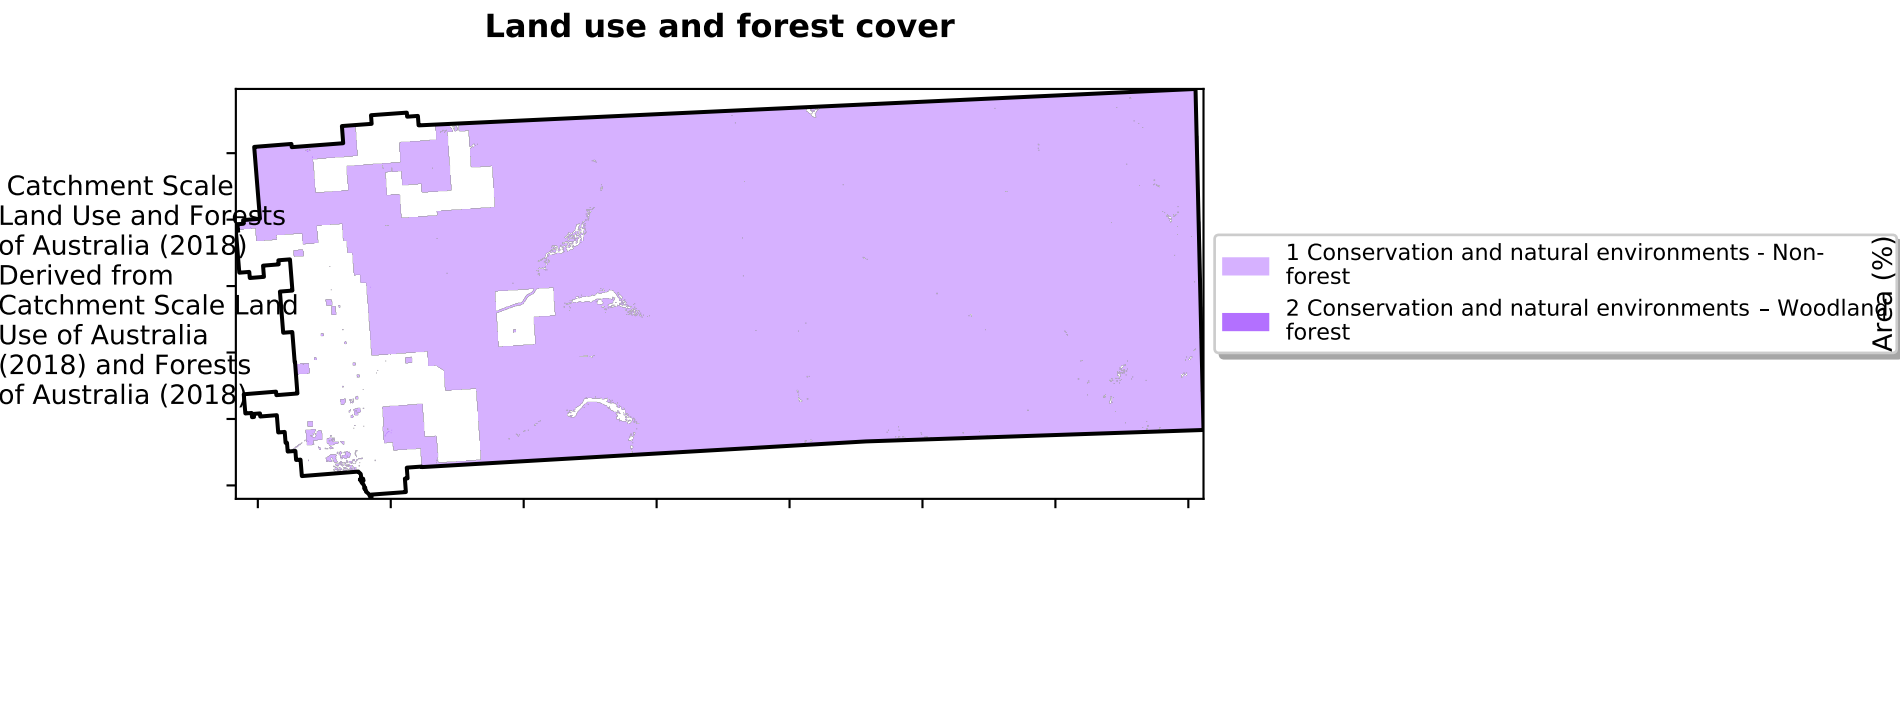 Land use and forest cover
Catchment Scale
Land Use and Forests
of Australia (2018)
Derived from
Catchment Scale Land
Use of Australia
(2018) and Forests
of Australia (2018)
1 Conservation and natural environments - Non-
forest
2 Conservation and natural environments – Woodland
forest
Area (%)